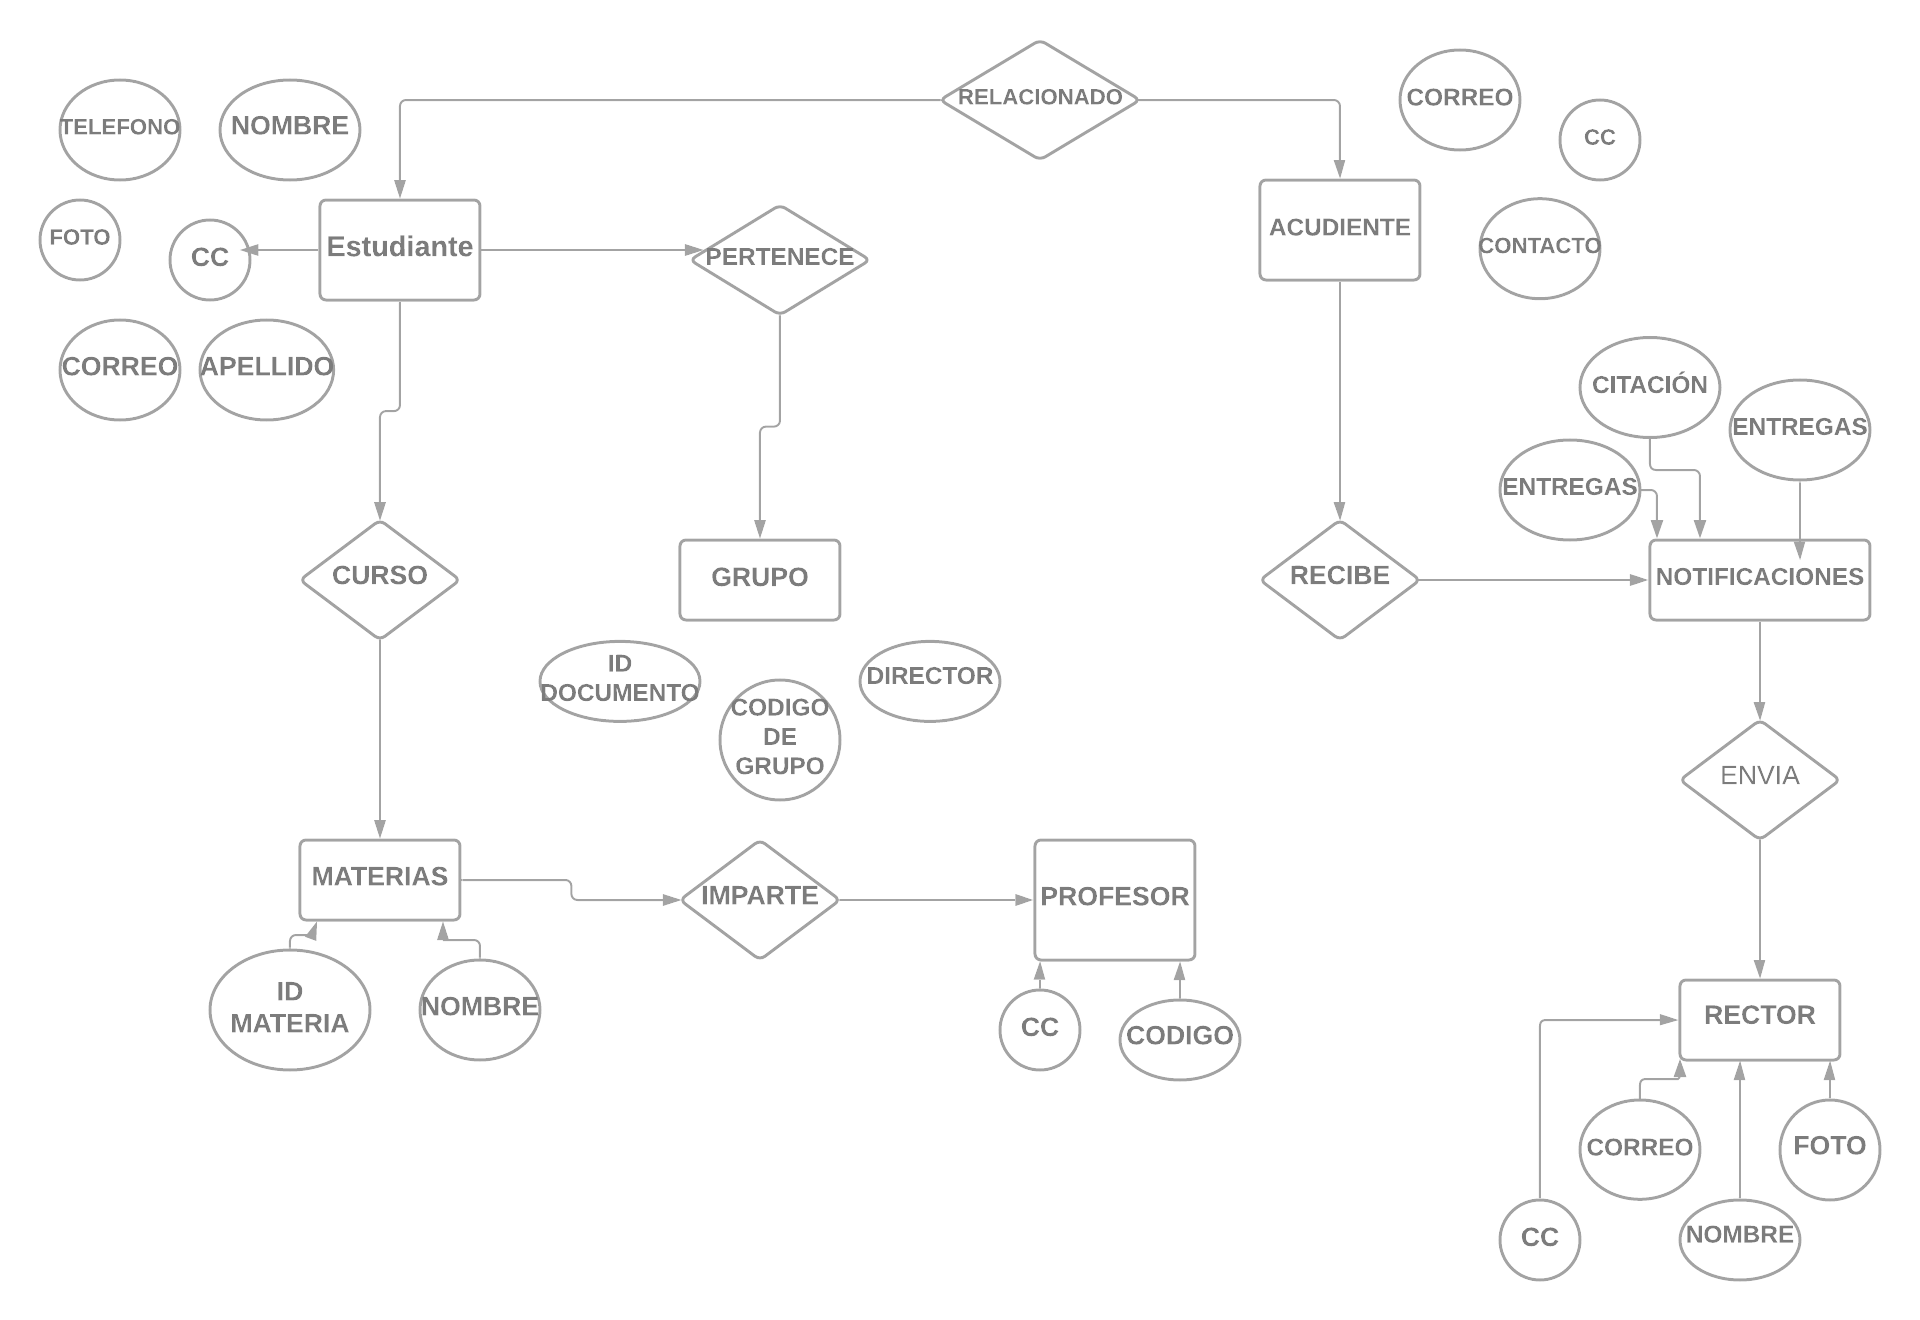 RELACIONADO
CORREO
TELEFONO
NOMBRE
CC
FOTO
CC
Estudiante
PERTENECE
ACUDIENTE
CONTACTO
CORREO
APELLIDO
CITACIÓN
ENTREGAS
ENTREGAS
CURSO
GRUPO
RECIBE
NOTIFICACIONES
ID
DOCUMENTO
CODIGO
DE
GRUPO
DIRECTOR
ENVIA
MATERIAS
IMPARTE
PROFESOR
ID
MATERIA
NOMBRE
CC
CODIGO
RECTOR
CORREO
FOTO
CC
NOMBRE